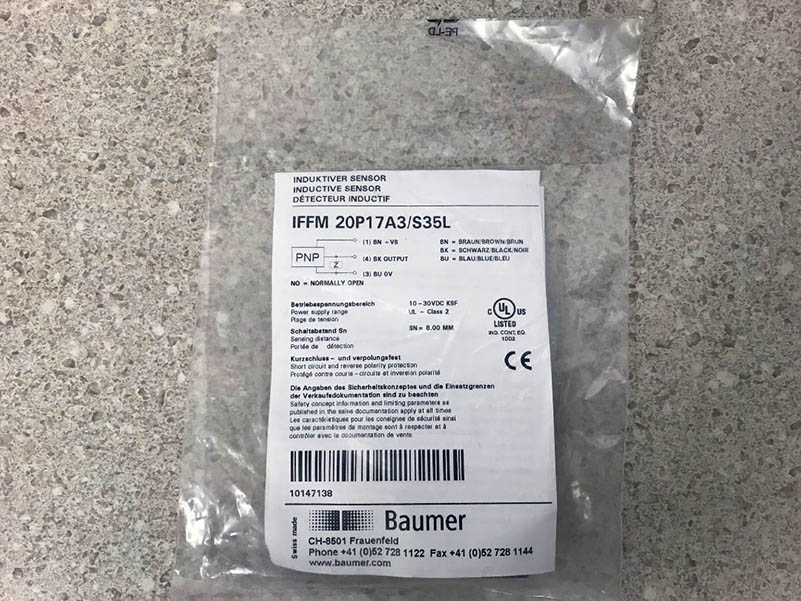 PE-LD
INDUKTIVER SENSOR
INDUCTIVE SENSOR
DÉTECTEUR INDUCTIF
IFFM 20P17A3/S35L
PNP
Z
(1) BN -VS
(4) BK OUTPUT
(3) BU 0V
BN = BRAUN/BROWN/BRUN
BK = SCHWARZ/BLACK/NOIR
BU = BLAU/BLUE/BLEU
NO = NORMALLY OPEN
Betriebespannungsbereich
Power supply range
Plage de tension
10-30VDC KSF
UL - Class 2
Schaltabstand Sn
Sensing distance
Portée de détection
SN = 8.00 MM
C UL US
LISTED
IND. CONT. EQ.
1DD2
CE
Kurzschluss - und verpolungsfest
Short circuit and reverse polarity protection
Protégé contre courts-circuits et inversion polarité
Die Angaben des Sicherheitskonzeptes und die Einsatzgrenzen
der Verkaufsdokumentation sind zu beachten
Safety concept information and limiting parameters as
published in the sales documentation apply at all times
Les caractéristiques pour les consignes de sécurité ainsi
que les paramètres de montage sont à respecter et à
contrôler avec la documentation de vente
10147138
Swiss made
Baumer
CH-8501 Frauenfeld
Phone +41 (0)52 728 1122 Fax +41 (0)52 728 1144
www.baumer.com